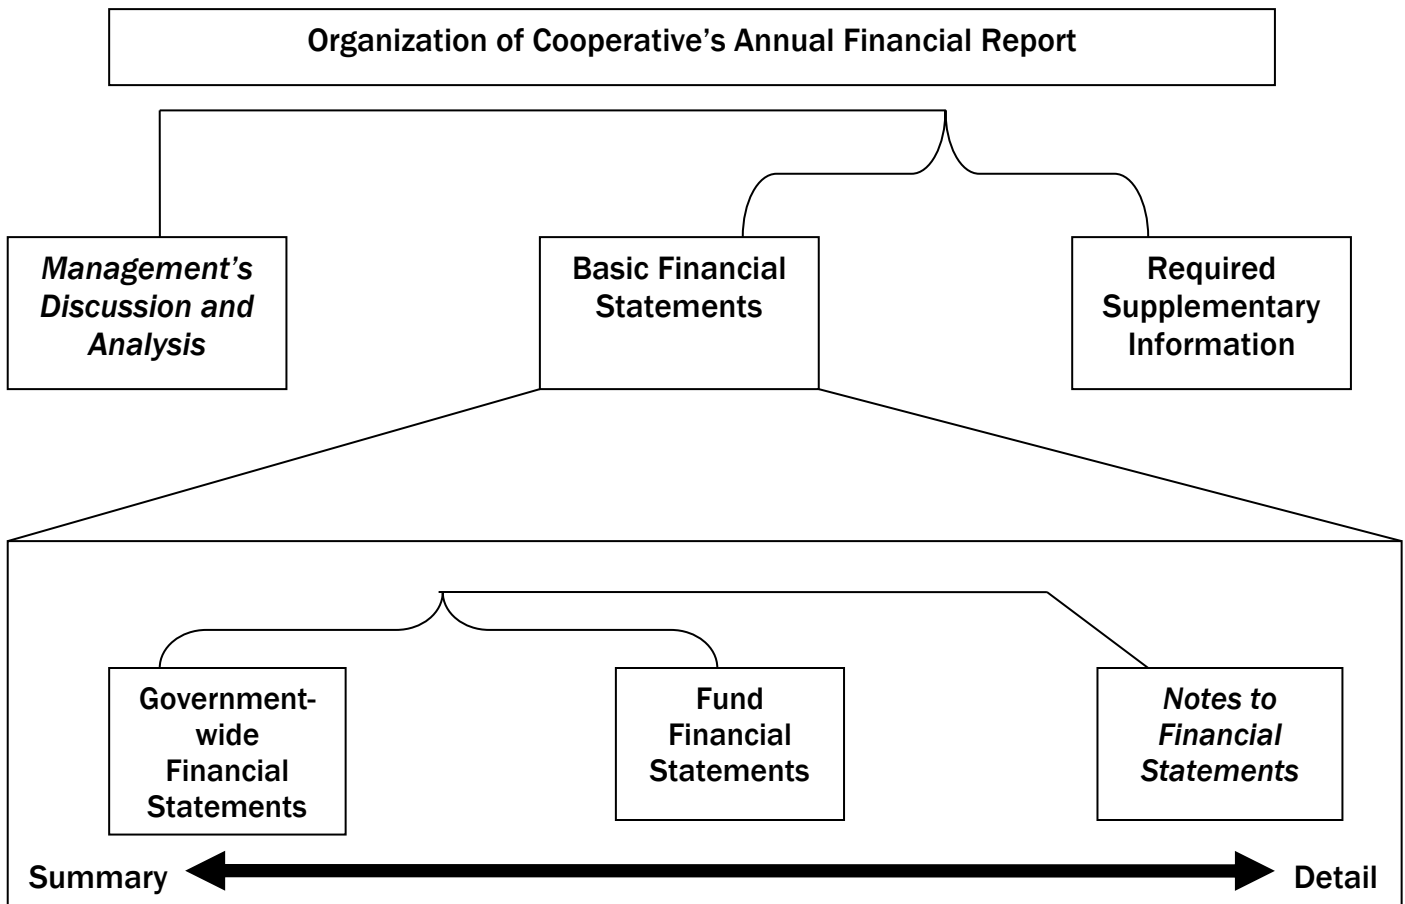 Organization of Cooperative’s Annual Financial Report
Management’s
Discussion and
Analysis
Basic Financial
Statements
Required
Supplementary
Information
Government-
wide
Financial
Statements
Fund
Financial
Statements
Notes to
Financial
Statements
Summary
Detail